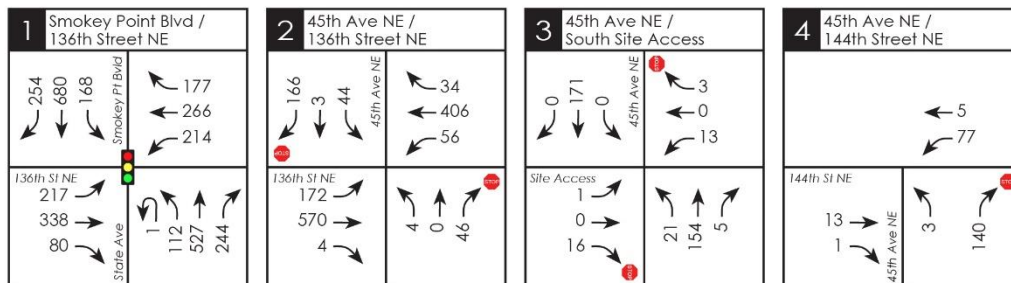 1
Smokey Point Blvd /
136th Street NE
254
680
168
Smokey Pt Blvd
177
266
214
136th St NE
217
338
80
State Ave
1
112
527
244
2
45th Ave NE /
136th Street NE
166
3
44
45th Ave NE
34
406
56
STOP
136th St NE
172
570
4
4
0
46
STOP
3
45th Ave NE /
South Site Access
0
171
0
45th Ave NE
STOP
3
0
13
Site Access
1
0
16
STOP
21
154
5
4
45th Ave NE /
144th Street NE
5
77
144th St NE
13
1
45th Ave NE
3
140
STOP